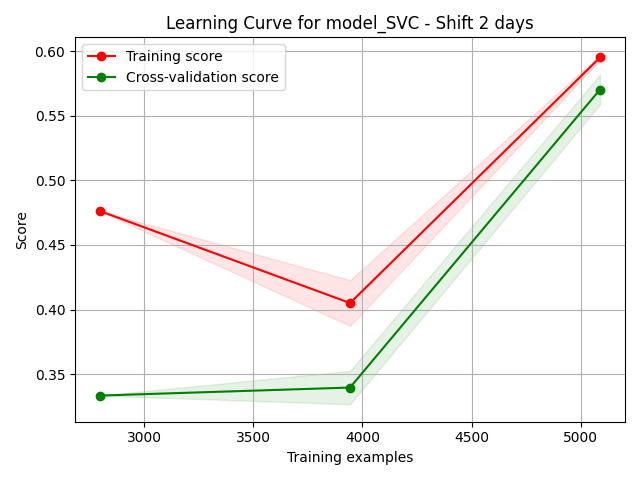 Learning Curve for model_SVC - Shift 2 days
Training score
Cross-validation score
0.60
0.55
0.50
0.45
0.40
0.35
Score
3000 3500 4000 4500 5000
Training examples